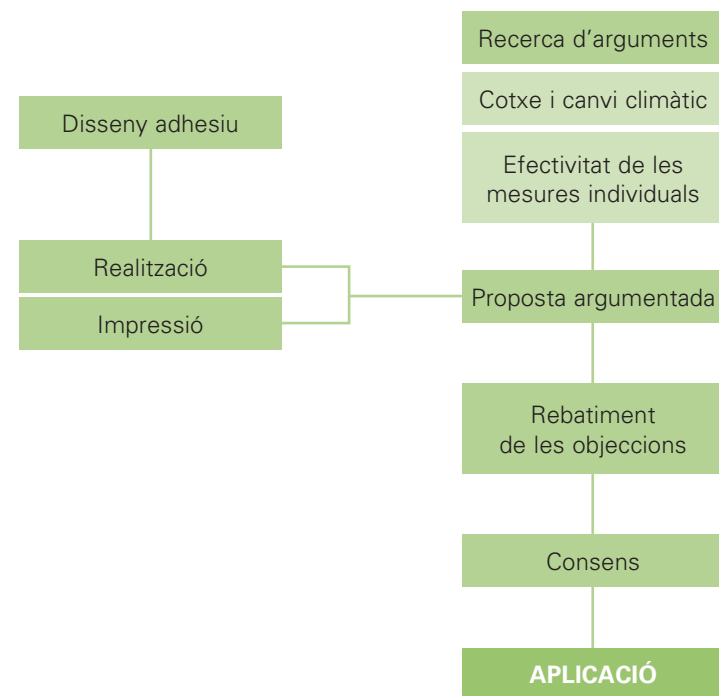 Recerca d'arguments
Cotxe i canvi climàtic
Efectivitat de les
mesures individuals
Disseny adhesiu
Realització
Impressió
Proposta argumentada
Rebatiment
de les objeccions
Consens
APLICACIÓ